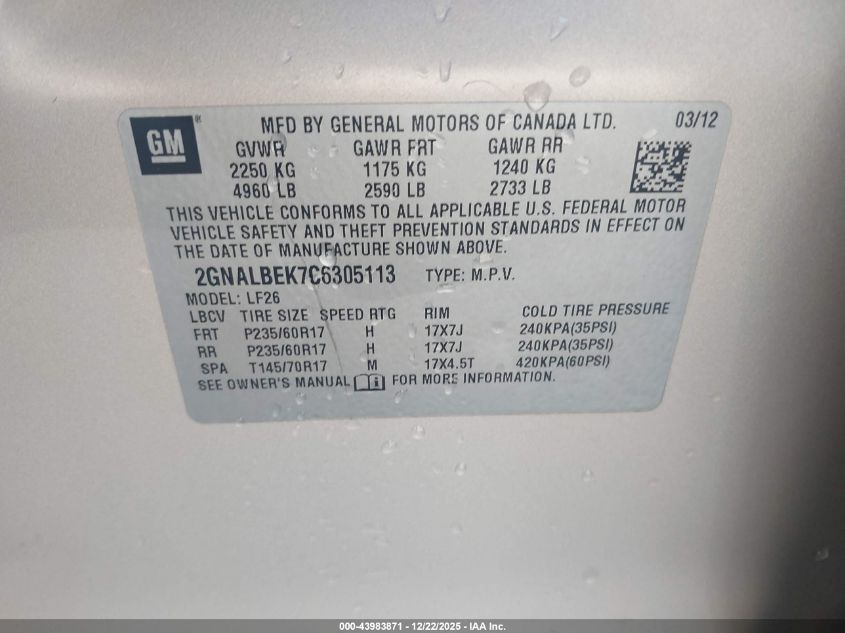 GM ® MFD BY GENERAL MOTORS OF CANADA LTD. 03/12
GVWR GAWR FRT GAWR RR
2250 KG 1175 KG 1240 KG
4960 LB 2590 LB 2733 LB
THIS VEHICLE CONFORMS TO ALL APPLICABLE U.S. FEDERAL MOTOR
VEHICLE SAFETY AND THEFT PREVENTION STANDARDS IN EFFECT ON
THE DATE OF MANUFACTURE SHOWN ABOVE.
2GNALBEK7C6305113 TYPE: M.P.V.
MODEL: LF26
LBCV TIRE SIZE SPEED RTG RIM COLD TIRE PRESSURE
FRT P235/60R17 H 17X7J 240KPA(35PSI)
RR P235/60R17 H 17X7J 240KPA(35PSI)
SPA T145/70R17 M 17X4.5T 420KPA(60PSI)
SEE OWNER'S MANUAL FOR MORE INFORMATION.
000-43983871 - 12/22/2025 - IAA Inc.